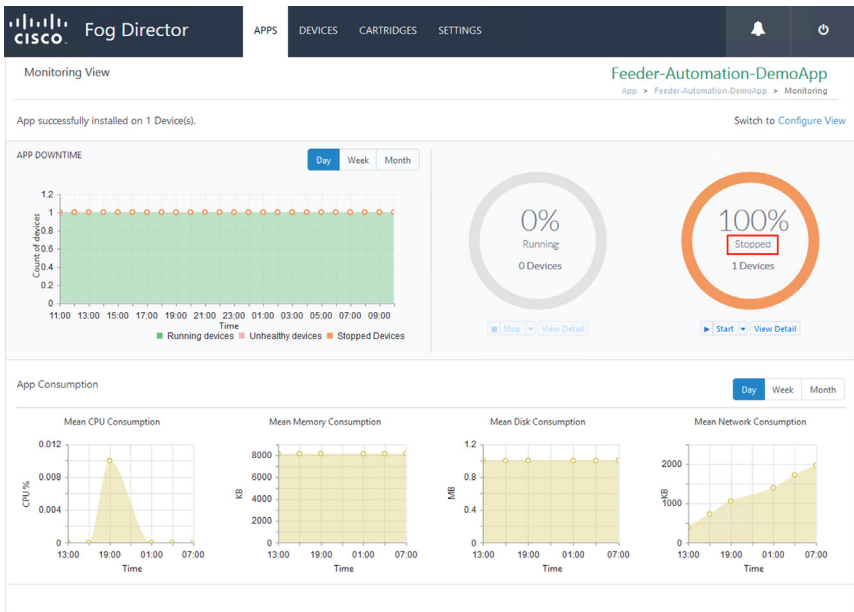 CISCO Fog Director APPS DEVICES CARTRIDGES SETTINGS
Monitoring View
Feeder-Automation-DemoApp
App > Feeder-Automation-DemoApp > Monitoring
App successfully installed on 1 Device(s).
Switch to Configure View
APP DOWNTIME
Day Week Month
1.2
1
0.8
0.6
0.4
0.2
0
Count of devices
11:00 13:00 15:00 17:00 19:00 21:00 23:00 01:00 03:00 05:00 07:00 09:00
Time
Running devices Unhealthy devices Stopped Devices
0%
Running
0 Devices
Stop View Detail
100%
Stopped
1 Devices
Start View Detail
App Consumption
Day Week Month
Mean CPU Consumption
0.012
0.008
0.004
0
CPU %
13:00 19:00 01:00 07:00
Time
Mean Memory Consumption
8000
6000
4000
2000
0
KB
13:00 19:00 01:00 07:00
Time
Mean Disk Consumption
1.2
0.8
0.4
0
MB
13:00 19:00 01:00 07:00
Time
Mean Network Consumption
2000
1000
0
KB
13:00 19:00 01:00 07:00
Time